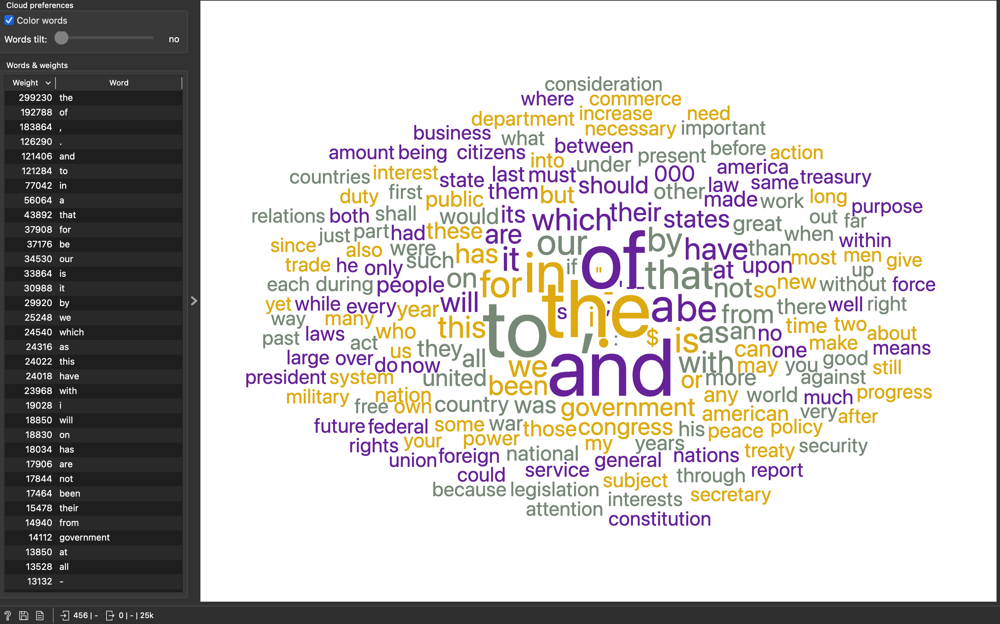 Cloud preferences
Color words
Words tilt: no
Words & weights
Weight Word
299230 the
192788 of
183864 ,
126290 .
121406 and
121284 to
77042 in
56064 a
43892 that
37908 for
37176 be
34530 our
33864 is
30988 it
29920 by
25248 we
24540 which
24316 as
24022 this
24018 have
23968 with
19028 i
18850 will
18830 on
18034 has
17906 are
17844 not
17464 been
15478 their
14940 from
14112 government
13850 at
13528 all
13132 -
456 | - 0 | - | 25k
consideration
where commerce
department increase need
necessary important
business what between before
amount being citizens into under present action
countries interest state last must should 000 america
law same treasury
duty first public them but other made work long purpose
relations both shall would its which their states great out far
just part had these are our by when within
since also were such has it in if of have than most men give
trade he only on for " that at upon up
each during people ' — _ not so new without force
yet while every year will to the s i ; - a be from there well right
way many this , . : $ is as an no time two about
past laws act who us they all can one make means
large over do now we and with may you good still
president system united been or more against
military nation any world much progress
free own country was government american very after
future federal some war those congress his peace policy
rights your power my years treaty security
union foreign national general nations
could service subject through report
because legislation interests secretary
attention
constitution